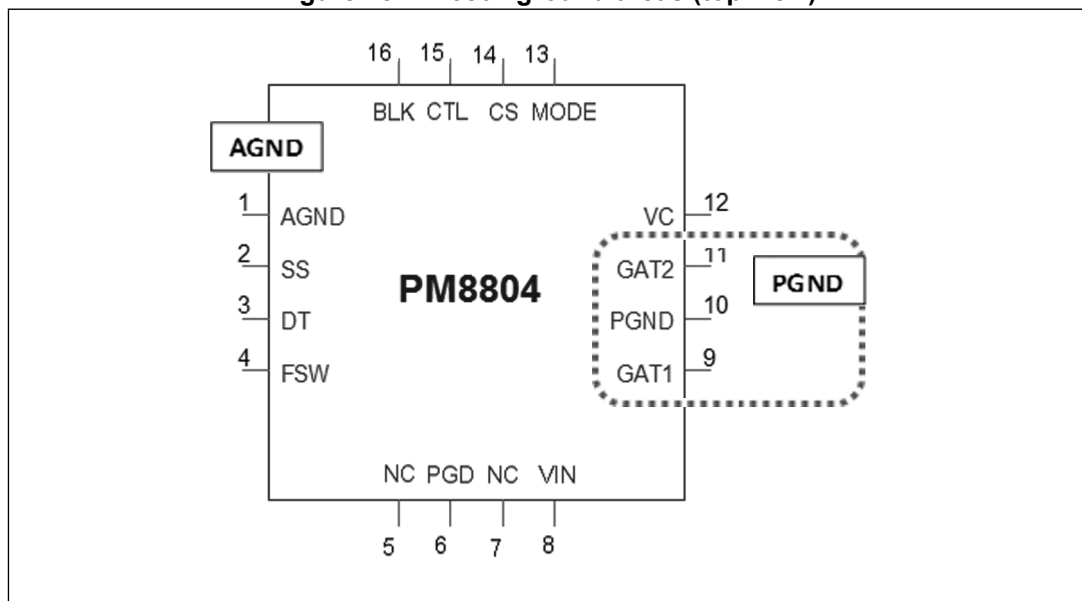 16 15 14 13
BLK CTL CS MODE
AGND
1 AGND
VC 12
2 SS
GAT2 11
PM8804
PGND
3 DT
PGND 10
4 FSW
GAT1 9
NC PGD NC VIN
5 6 7 8